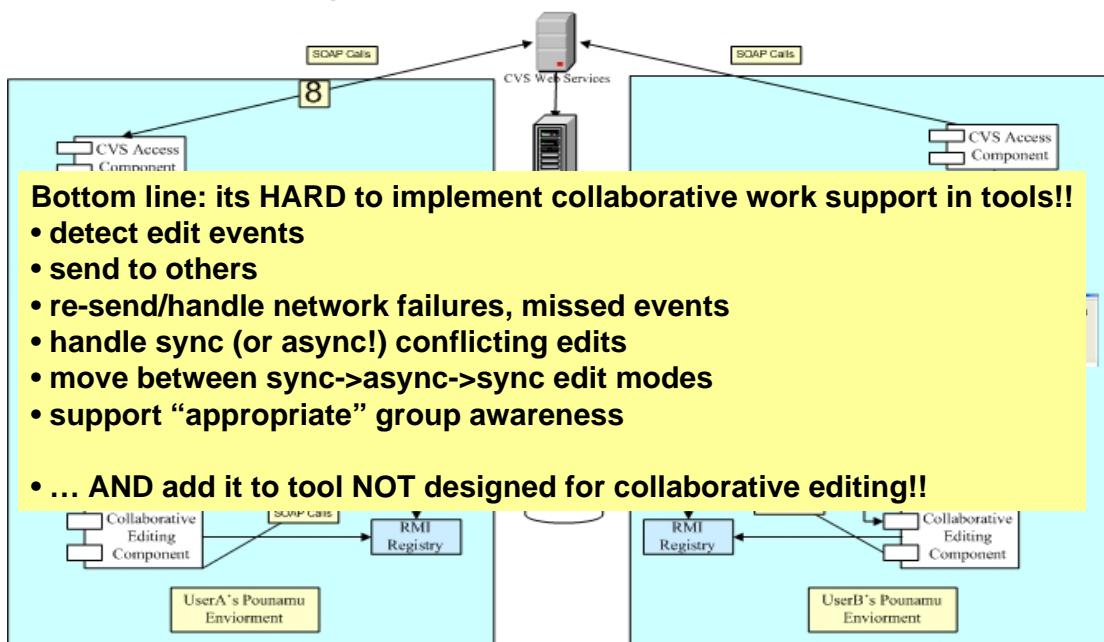 SOAP Calls
SOAP Calls
CVS Web Services
8
CVS Access
Component
CVS Access
Component
Bottom line: its HARD to implement collaborative work support in tools!!
• detect edit events
• send to others
• re-send/handle network failures, missed events
• handle sync (or async!) conflicting edits
• move between sync->async->sync edit modes
• support “appropriate” group awareness
• … AND add it to tool NOT designed for collaborative editing!!
Collaborative
Editing
Component
SOAP Calls
RMI
Registry
RMI
Registry
Collaborative
Editing
Component
UserA's Pounamu
Enviorment
UserB's Pounamu
Enviorment